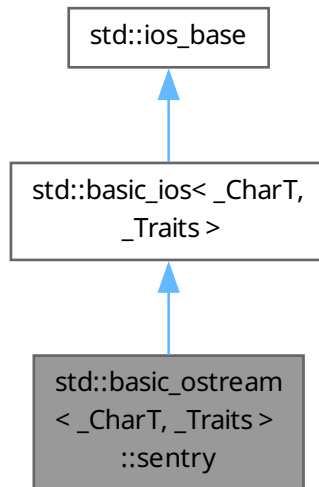 std::ios_base
std::basic_ios< _CharT,
_Traits >
std::basic_ostream
< _CharT, _Traits >
::sentry